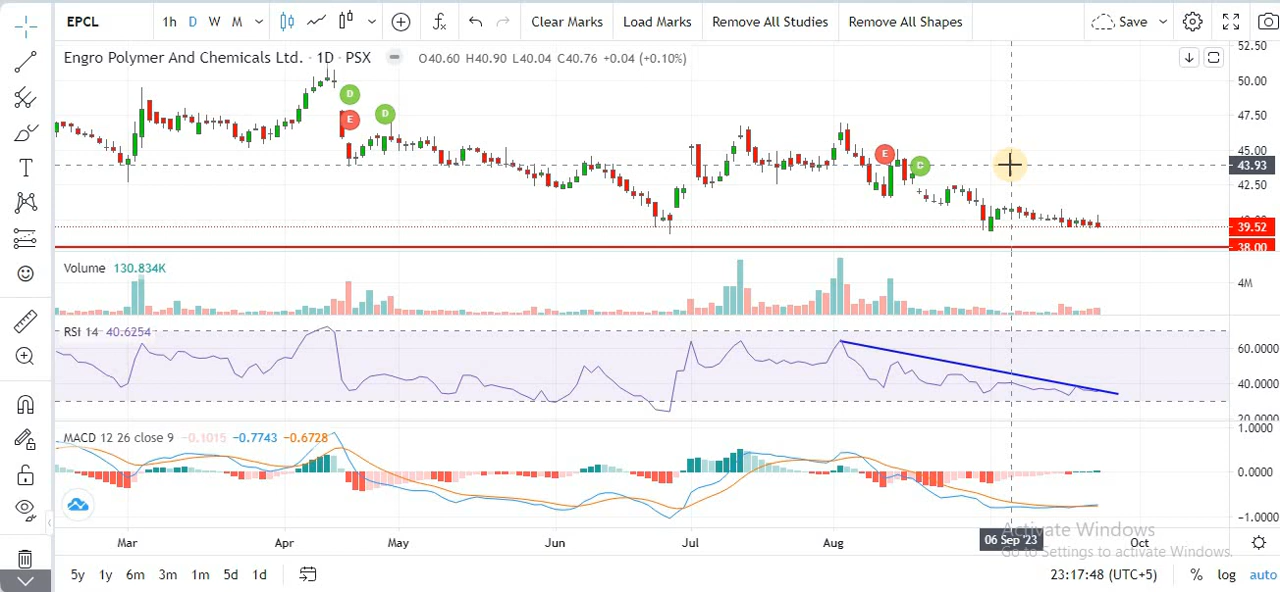 EPCL 1h D W M Clear Marks Load Marks Remove All Studies Remove All Shapes Save
Engro Polymer And Chemicals Ltd. · 1D · PSX O40.60 H40.90 L40.04 C40.76 +0.04 (+0.10%)
52.50
50.00
47.50
45.00
43.93
42.50
39.52
38.00
D
E
D
E
Volume 130.834K
4M
RSI 14 40.6254
60.0000
40.0000
20.0000
MACD 12 26 close 9 −0.1015 −0.7743 −0.6728
1.0000
0.0000
−1.0000
Activate Windows
Go to Settings to activate Windows.
Mar Apr May Jun Jul Aug 06 Sep '23 Oct
5y 1y 6m 3m 1m 5d 1d 23:17:48 (UTC+5) % log auto